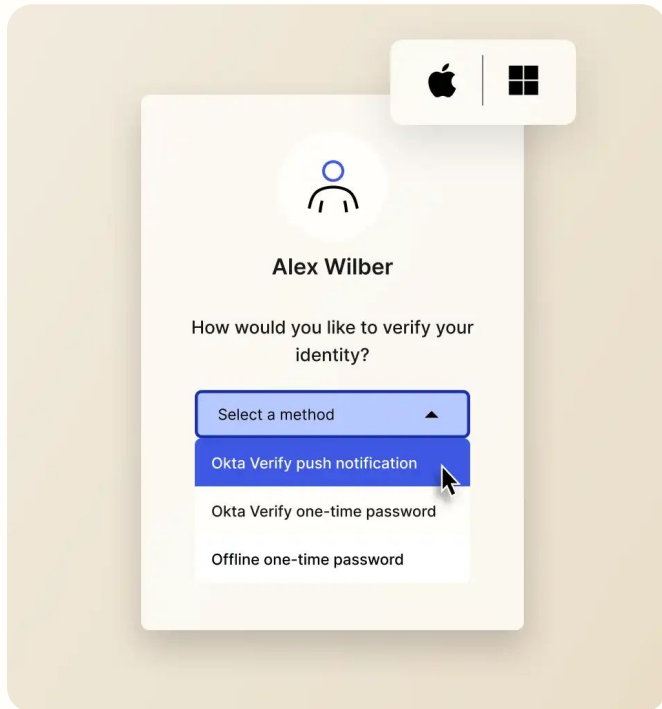 Alex Wilber
How would you like to verify your
identity?
Select a method
Okta Verify push notification
Okta Verify one-time password
Offline one-time password